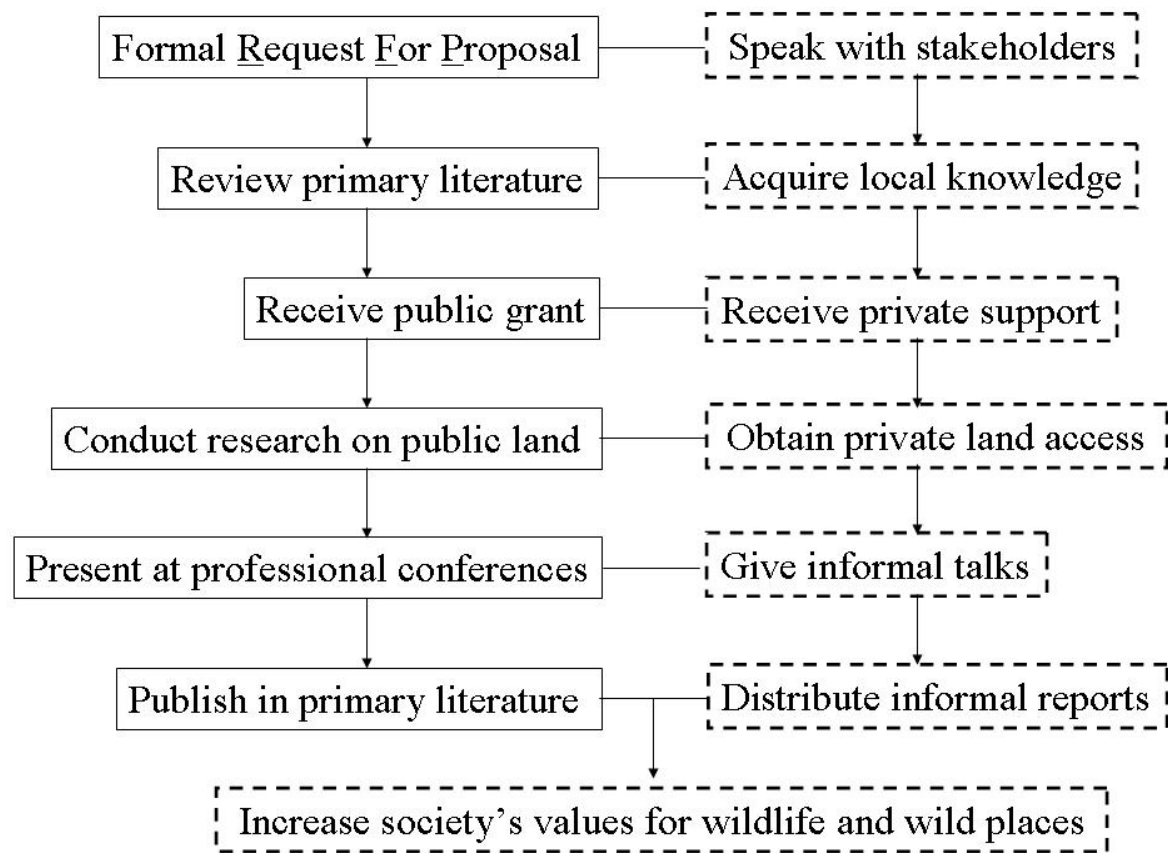 Formal Request For Proposal
Speak with stakeholders
Review primary literature
Acquire local knowledge
Receive public grant
Receive private support
Conduct research on public land
Obtain private land access
Present at professional conferences
Give informal talks
Publish in primary literature
Distribute informal reports
Increase society's values for wildlife and wild places